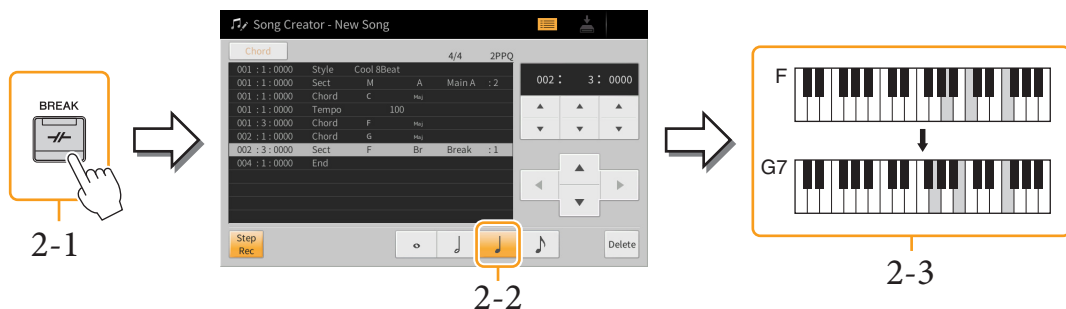 BREAK
2-1
Song Creator - New Song
Chord
4/4 2PPQ
001 : 1 : 0000 Style Cool 8Beat
001 : 1 : 0000 Sect M A Main A : 2
001 : 1 : 0000 Chord C Maj
001 : 1 : 0000 Tempo 100
001 : 3 : 0000 Chord F Maj
002 : 1 : 0000 Chord G Maj
002 : 3 : 0000 Sect F Br Break : 1
004 : 1 : 0000 End
002 : 3 : 0000
Step
Rec
Delete
2-2
F
G7
2-3